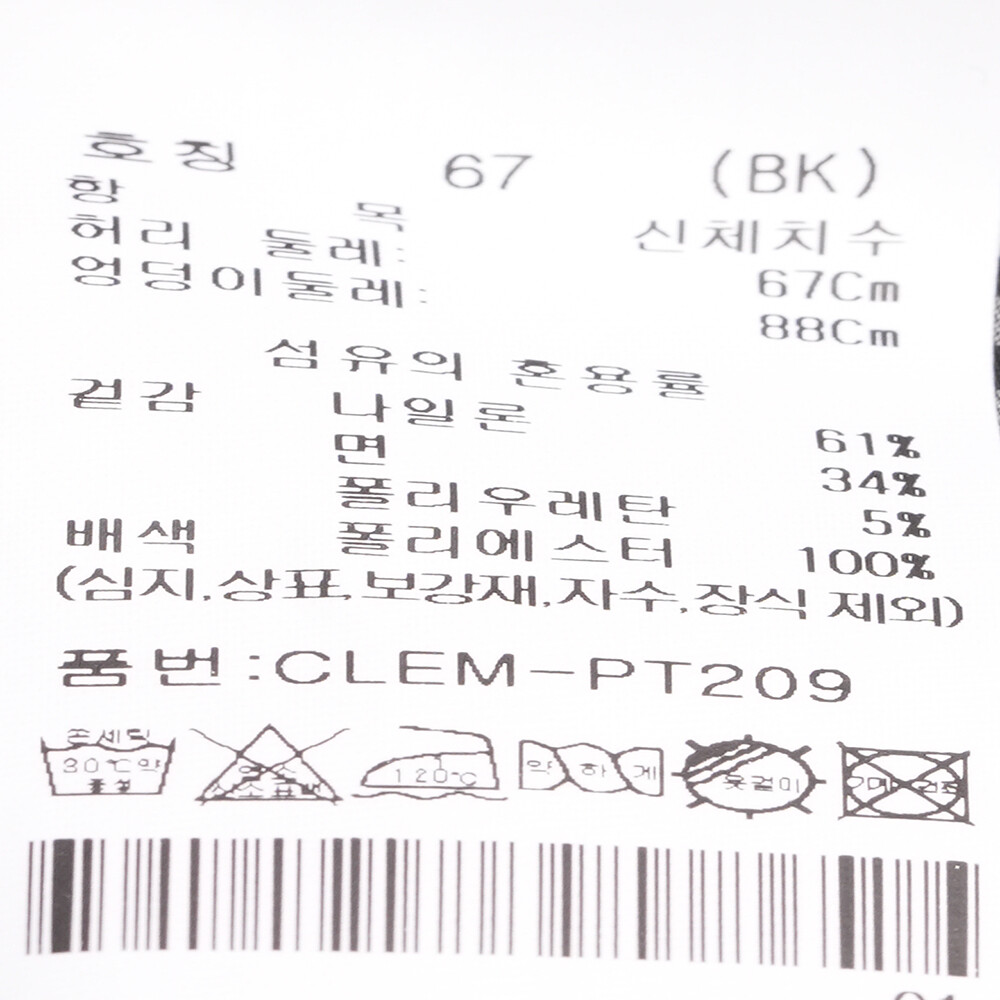 호칭 67 (BK)
항 목 신체치수
허리 둘레: 67Cm
엉덩이둘레: 88Cm
섬유의 혼용률
겉감 나일론 61%
면 34%
폴리우레탄 5%
배색 폴리에스터 100%
(심지,상표,보강재,자수,장식 제외)
품번:CLEM-PT209
손세탁
30℃약 120℃ 약하게 옷걸이
중성